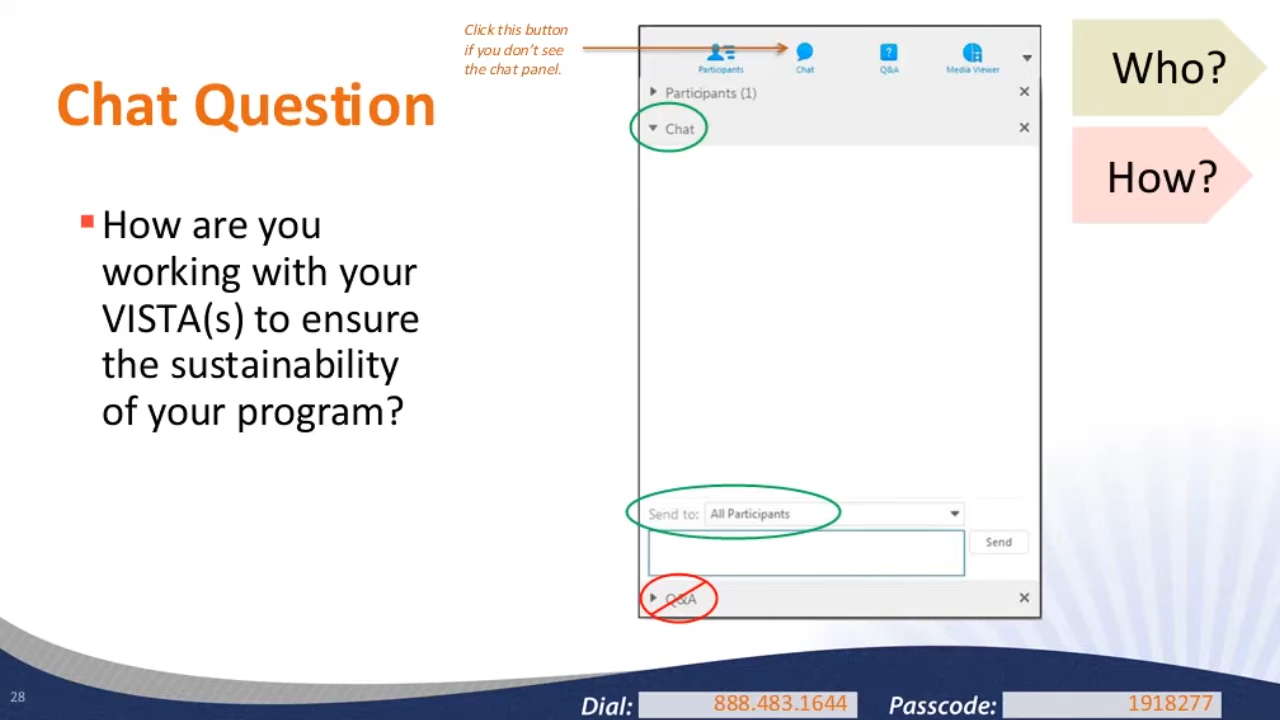 Click this button
if you don't see
the chat panel.
Chat Question
How are you
working with your
VISTA(s) to ensure
the sustainability
of your program?
Participants
Chat
Q&A
Media Viewer
Participants (1)
Chat
Send to: All Participants
Send
Q&A
Who?
How?
28
Dial: 888.483.1644 Passcode: 1918277